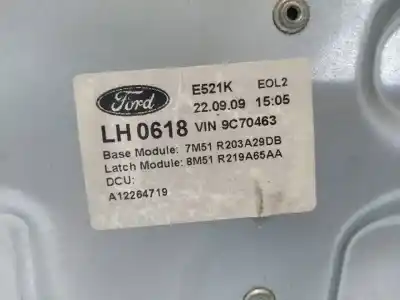 Ford E521K EOL2
22.09.09 15:05
LH 0618 VIN 9C70463
Base Module: 7M51 R203A29DB
Latch Module: 8M51 R219A65AA
DCU:
A12264719